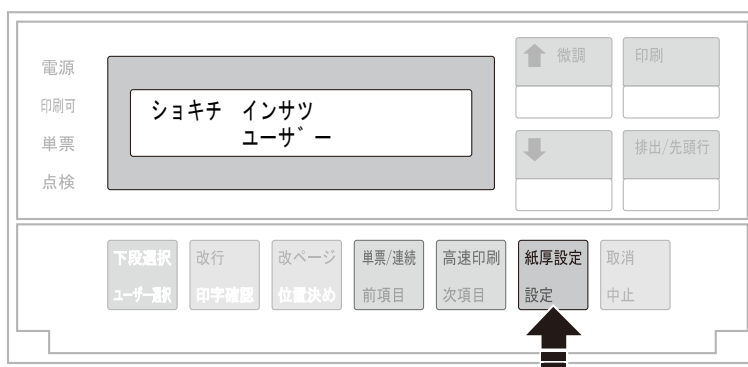 電源
印刷可
単票
点検
ショキチ インサツ
ユーザ゛ー
微調
印刷
排出/先頭行
下段選択
改行
改ページ
単票/連続
高速印刷
紙厚設定
取消
ユーザー選択
印字確認
位置決め
前項目
次項目
設定
中止